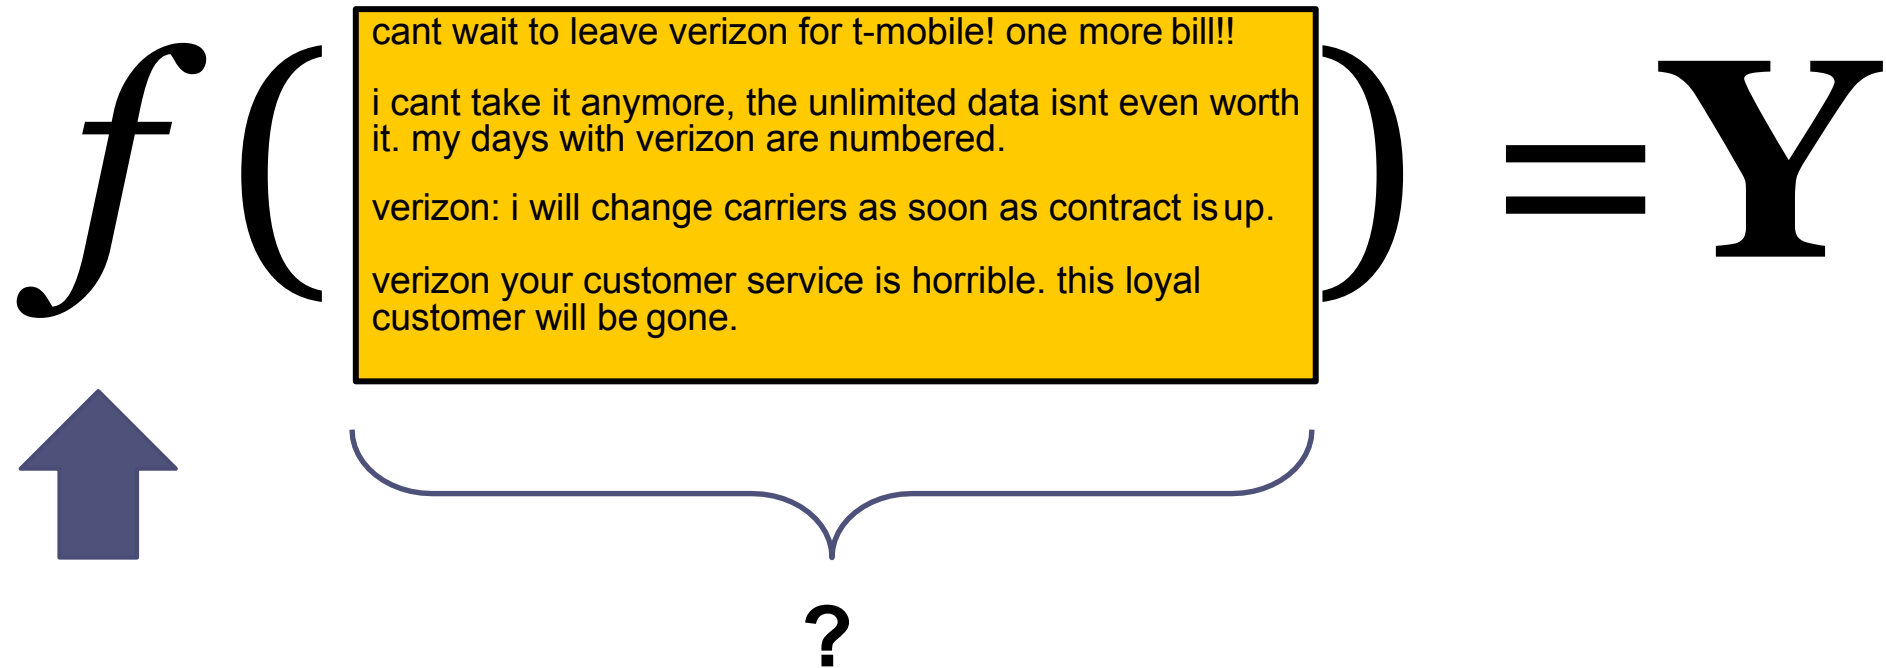 f ( 
cant wait to leave verizon for t-mobile! one more bill!!
i cant take it anymore, the unlimited data isnt even worth
it. my days with verizon are numbered.
verizon: i will change carriers as soon as contract is up.
verizon your customer service is horrible. this loyal
customer will be gone.
) = Y
?